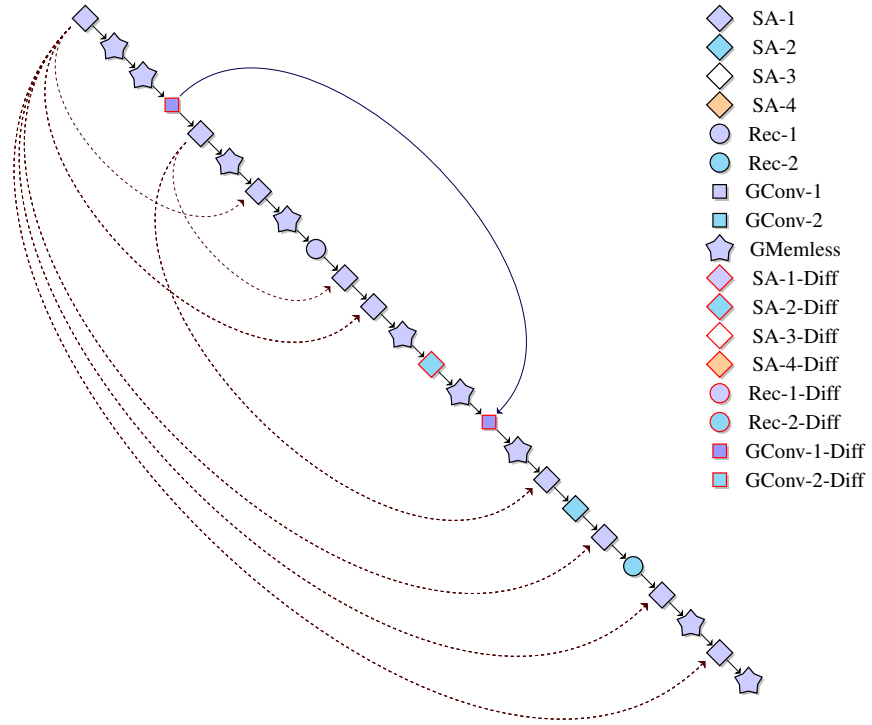 SA-1
SA-2
SA-3
SA-4
Rec-1
Rec-2
GConv-1
GConv-2
GMemless
SA-1-Diff
SA-2-Diff
SA-3-Diff
SA-4-Diff
Rec-1-Diff
Rec-2-Diff
GConv-1-Diff
GConv-2-Diff